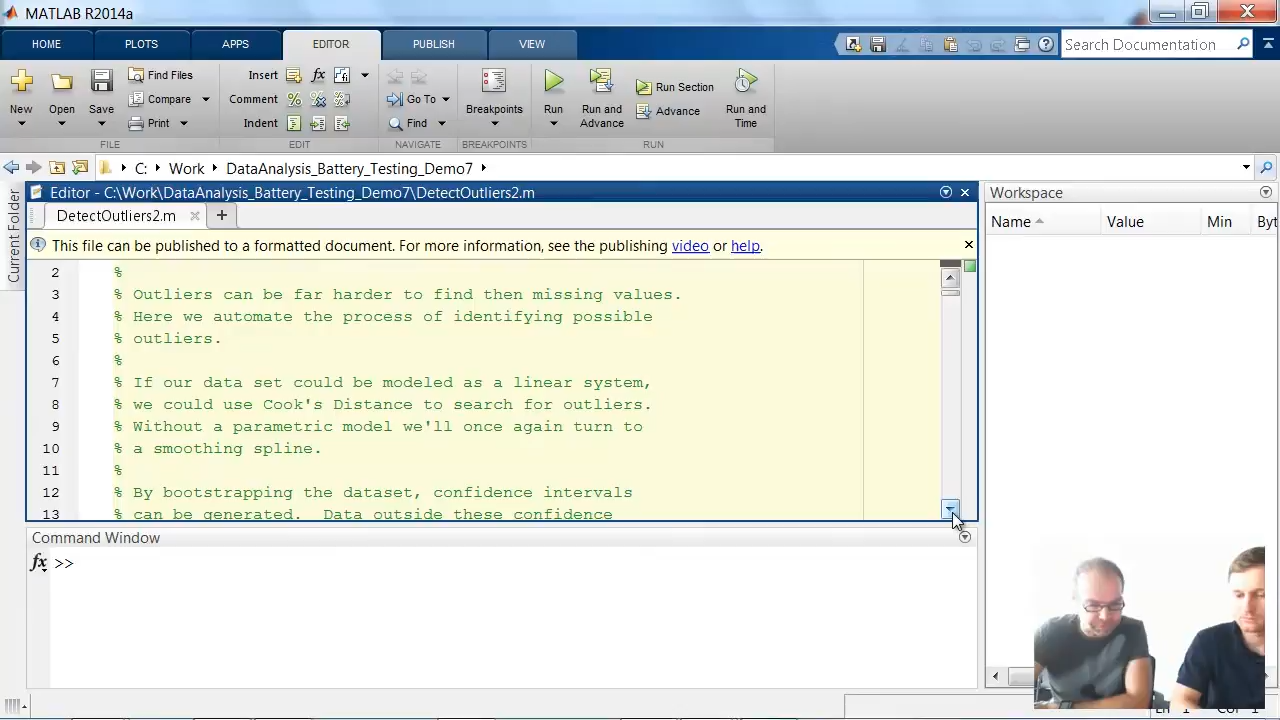 MATLAB R2014a
HOME PLOTS APPS EDITOR PUBLISH VIEW Search Documentation
New Open Save Find Files Compare Print
FILE
Insert fx
Comment
Indent
EDIT
Go To
Find
NAVIGATE
Breakpoints
BREAKPOINTS
Run Run and Advance Run Section Advance Run and Time
RUN
C: Work DataAnalysis_Battery_Testing_Demo7
Current Folder
Editor - C:\Work\DataAnalysis_Battery_Testing_Demo7\DetectOutliers2.m
DetectOutliers2.m
This file can be published to a formatted document. For more information, see the publishing video or help.
2 %
3 % Outliers can be far harder to find then missing values.
4 % Here we automate the process of identifying possible
5 % outliers.
6 %
7 % If our data set could be modeled as a linear system,
8 % we could use Cook's Distance to search for outliers.
9 % Without a parametric model we'll once again turn to
10 % a smoothing spline.
11 %
12 % By bootstrapping the dataset, confidence intervals
13 % can be generated.  Data outside these confidence
Command Window
fx >>
Workspace
Name Value Min Byt